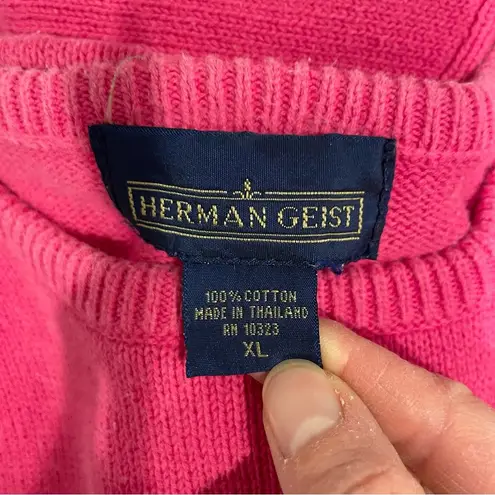 HERMAN GEIST
100% COTTON
MADE IN THAILAND
RN 10323
XL